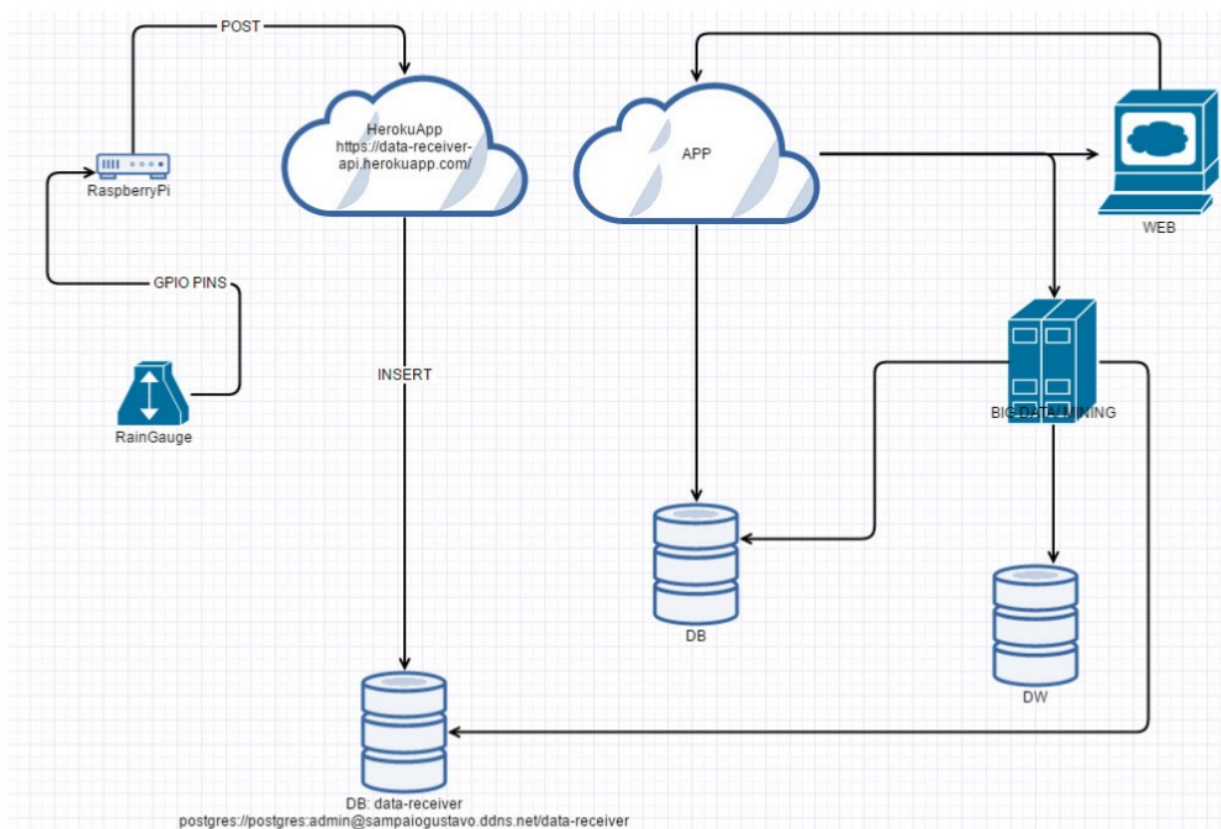 POST
HerokuApp
https://data-receiver-
api.herokuapp.com/
APP
RaspberryPi
WEB
GPIO PINS
INSERT
BIG DATA/ MINING
RainGauge
DB
DW
DB: data-receiver
postgres://postgres:admin@sampaiogustavo.ddns.net/data-receiver